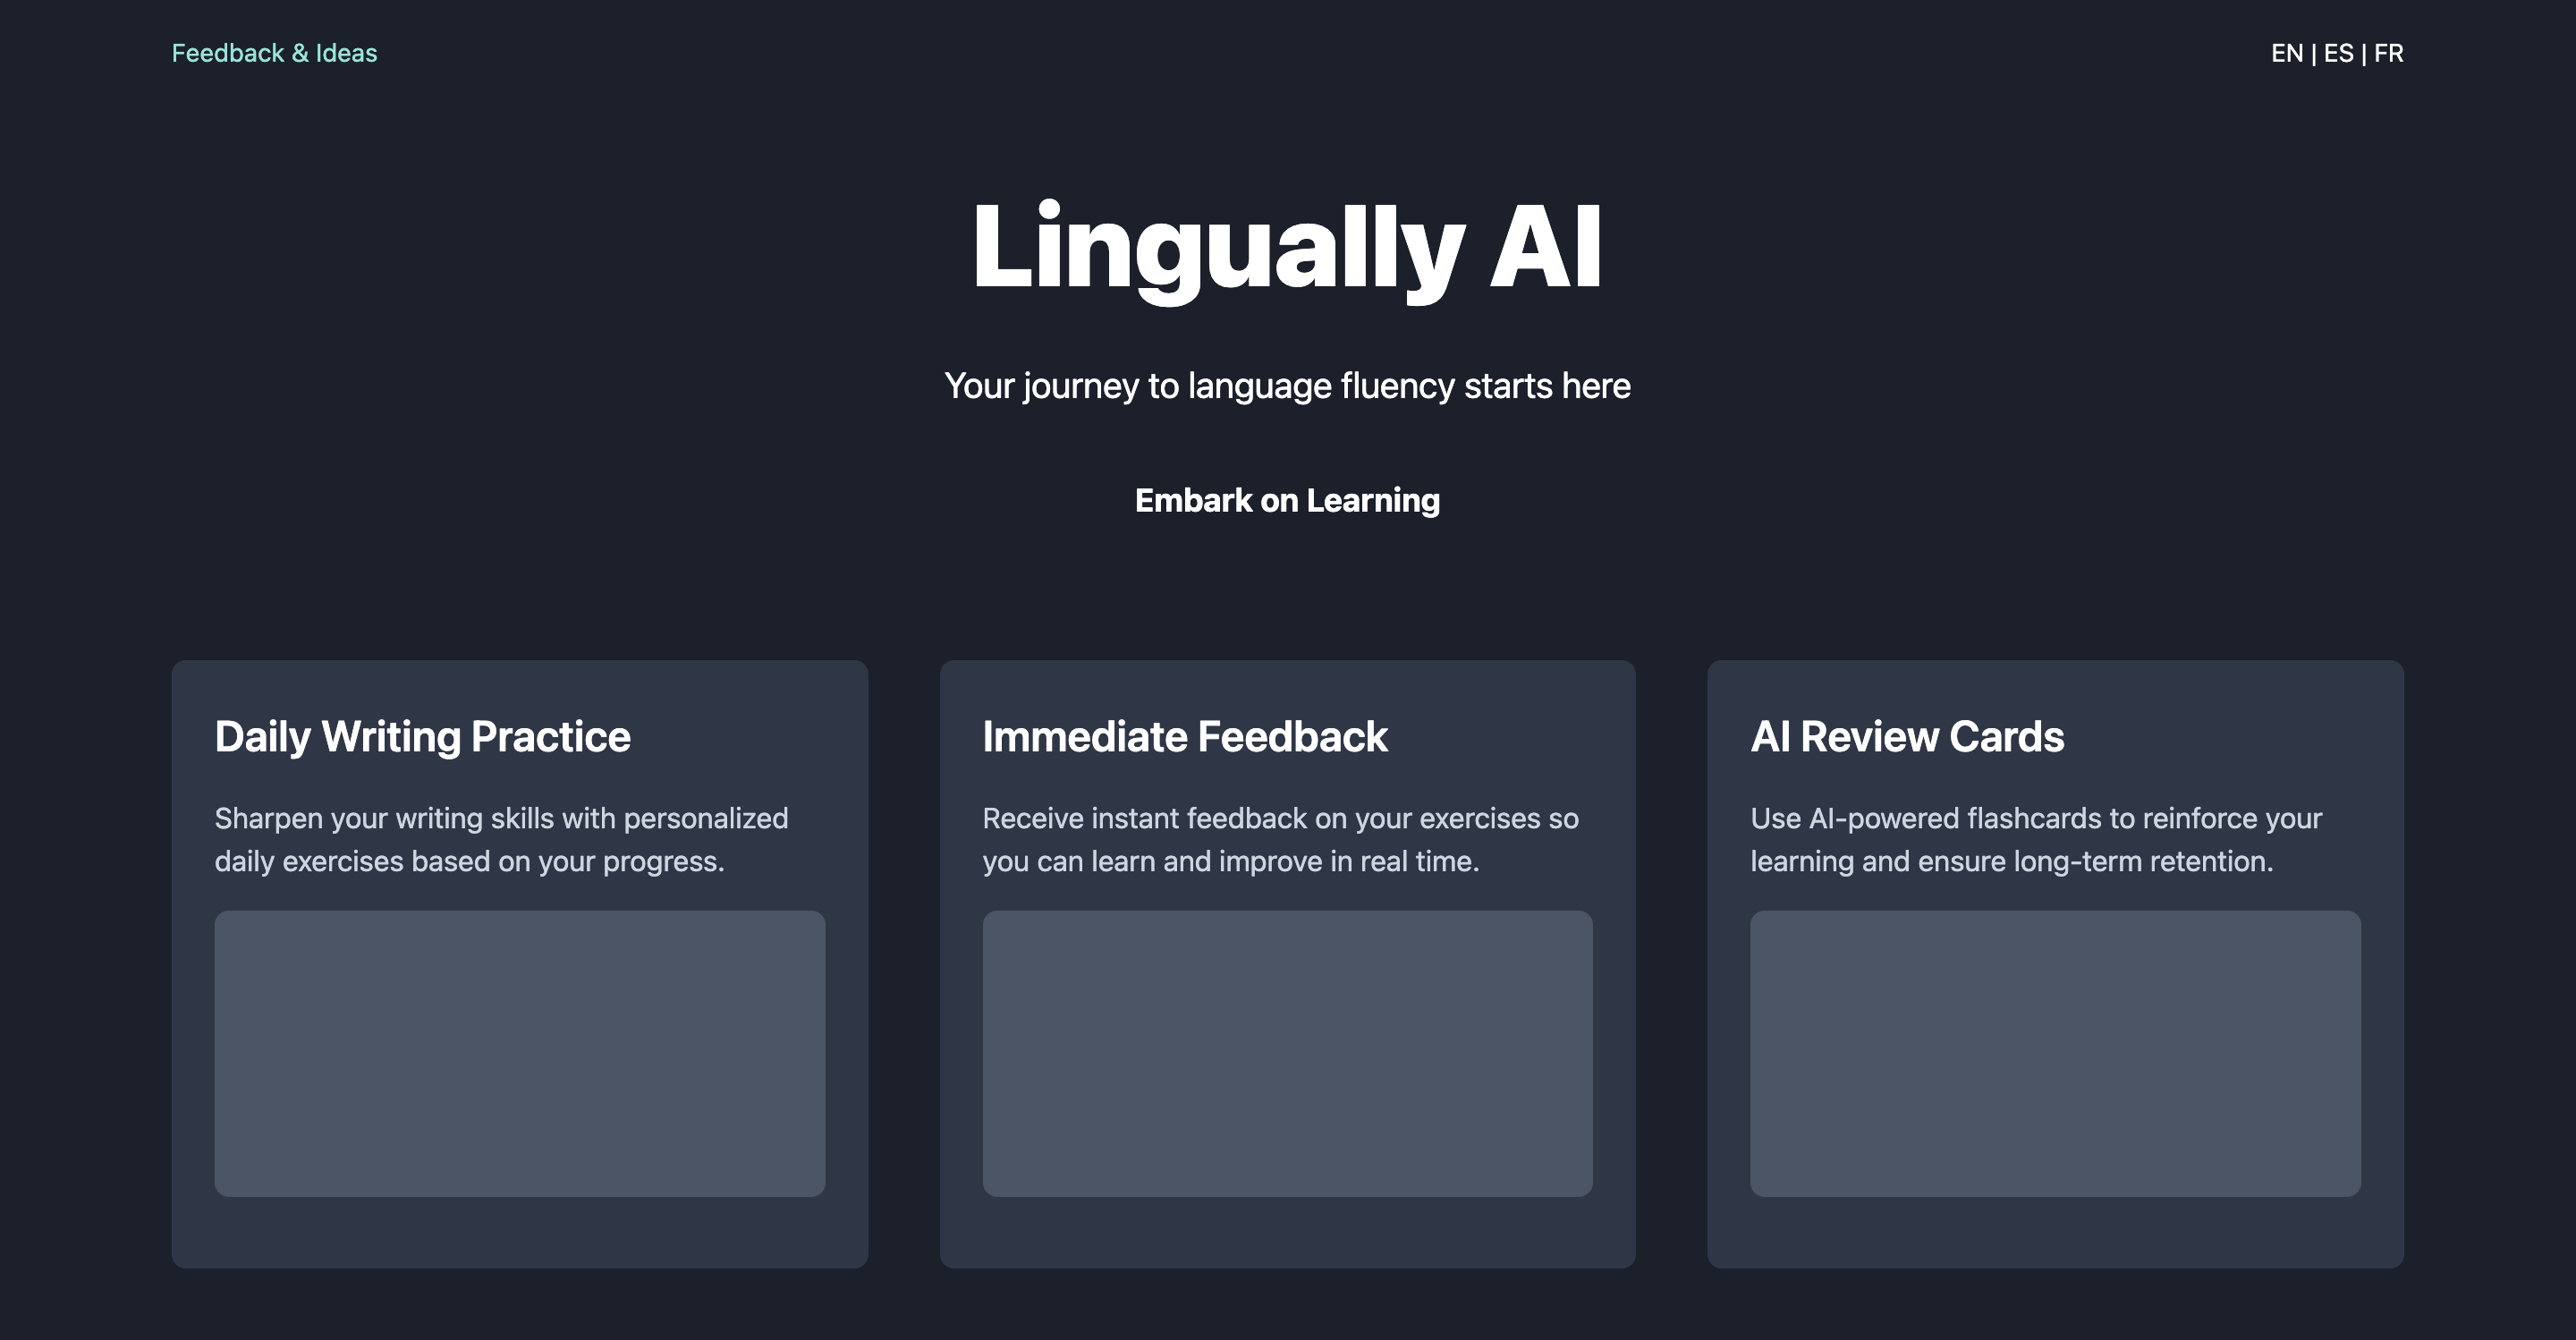 Feedback & Ideas
EN | ES | FR
Lingually AI
Your journey to language fluency starts here
Embark on Learning
Daily Writing Practice
Sharpen your writing skills with personalized
daily exercises based on your progress.
Immediate Feedback
Receive instant feedback on your exercises so
you can learn and improve in real time.
AI Review Cards
Use AI-powered flashcards to reinforce your
learning and ensure long-term retention.